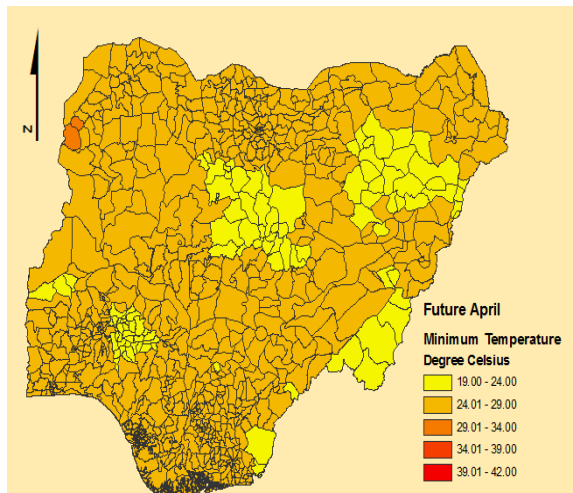 N
Future April
Minimum Temperature
Degree Celsius
19.00 - 24.00
24.01 - 29.00
29.01 - 34.00
34.01 - 39.00
39.01 - 42.00